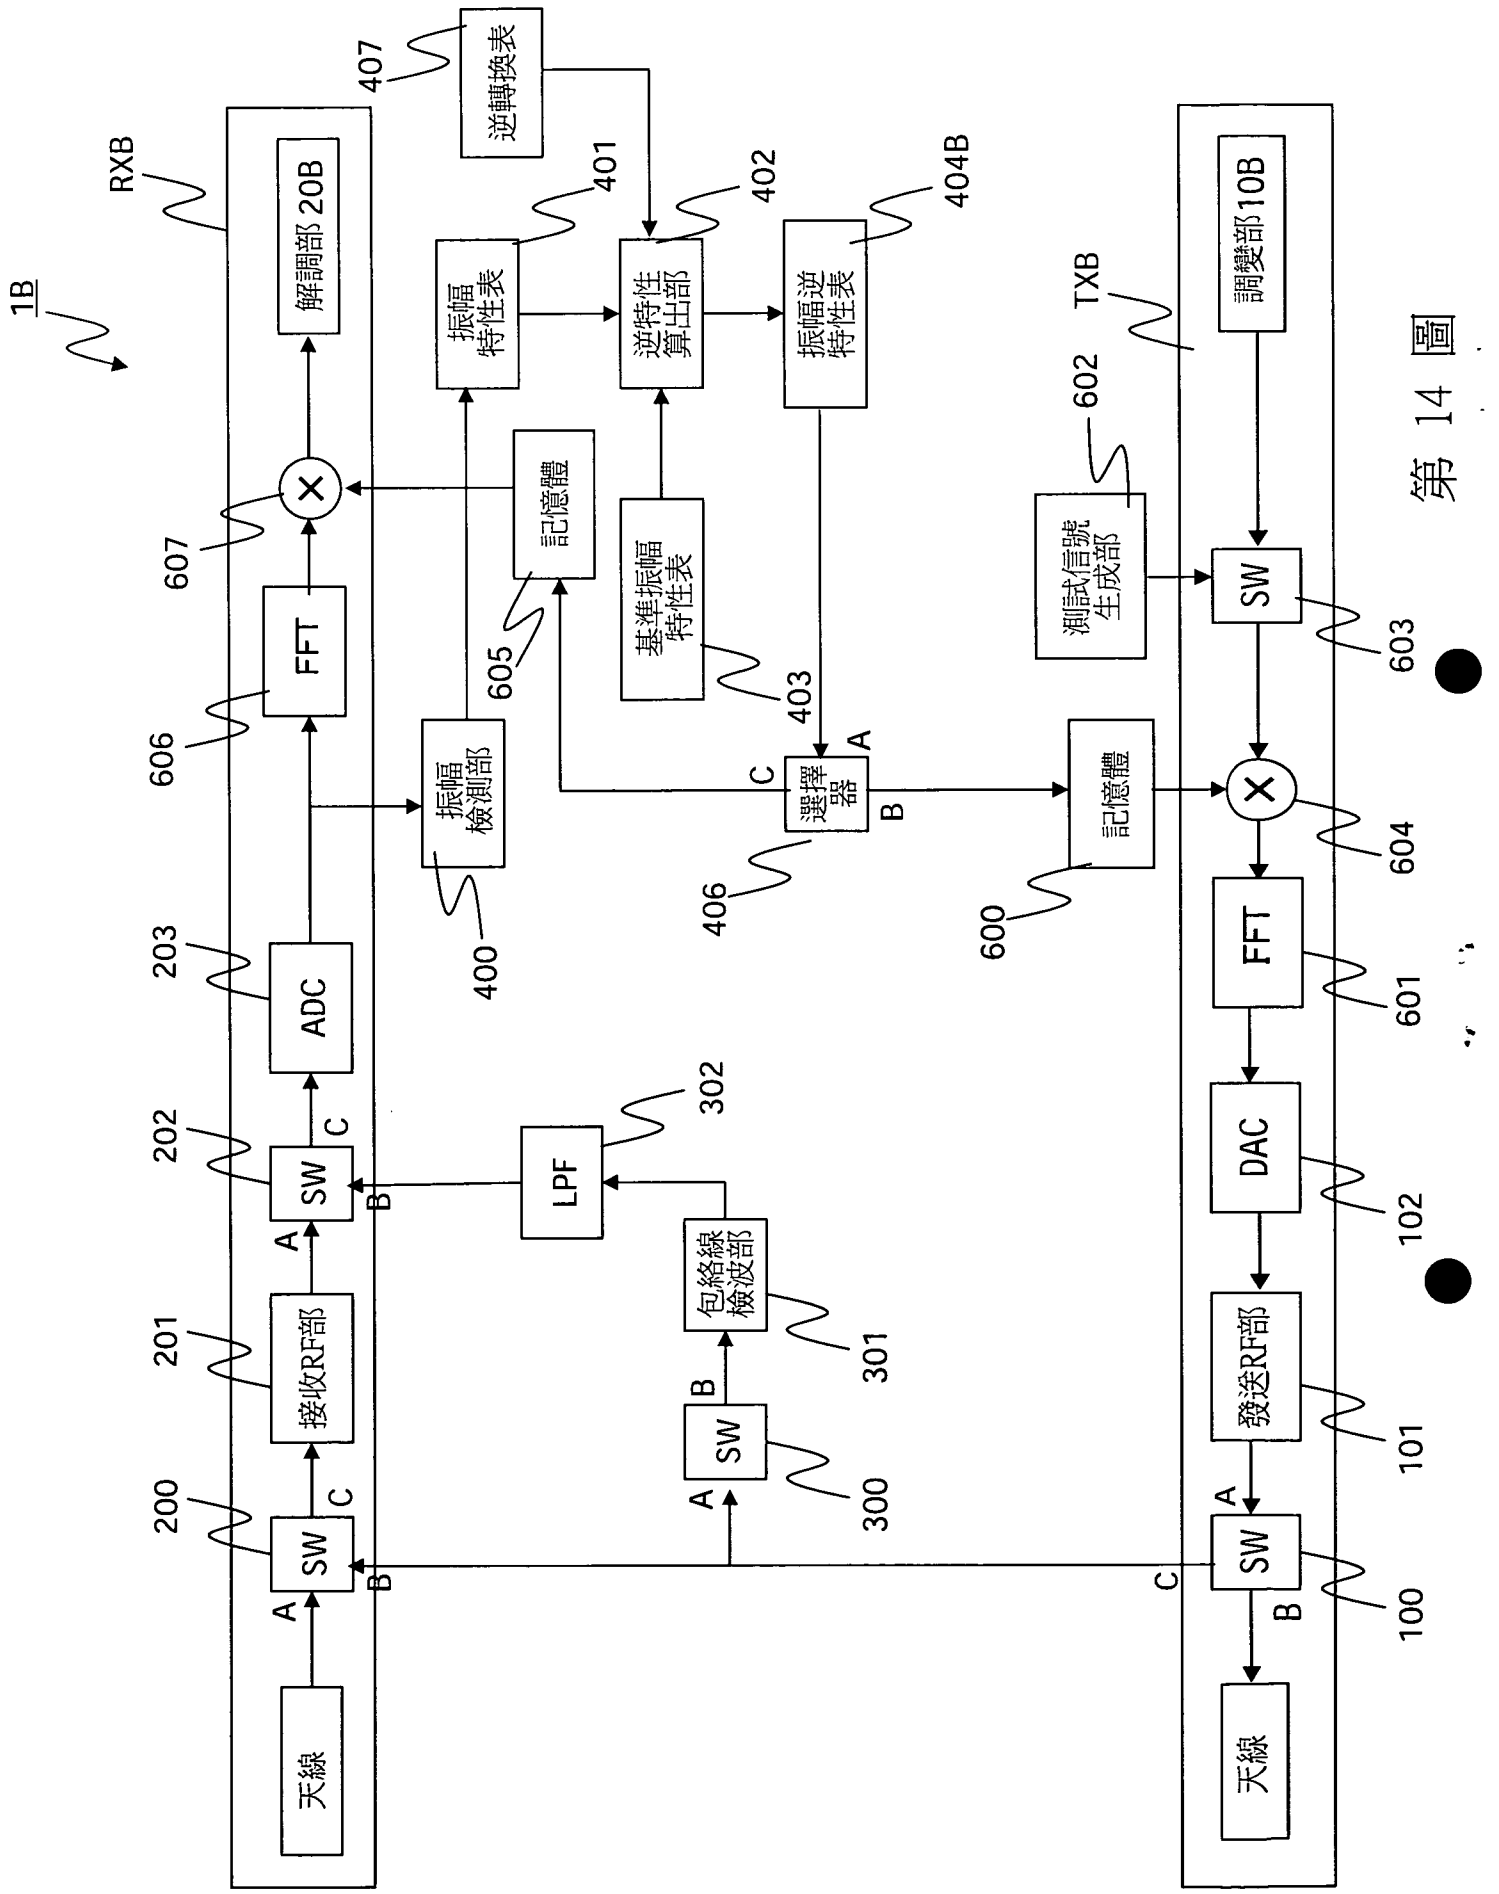 1B
RXB
天線
A
SW
200
B
C
接收RF部
201
A
SW
202
B
C
ADC
203
FFT
606
607
×
解調部20B
振幅
檢測部
400
振幅
特性表
401
逆轉換表
407
記憶體
605
逆特性
算出部
402
基準振幅
特性表
403
振幅逆
特性表
404B
C
選擇
器
A
B
406
LPF
302
包絡線
檢波部
301
B
SW
A
300
記憶體
600
測試信號
生成部
602
TXB
天線
B
SW
100
C
A
發送RF部
101
DAC
102
FFT
601
×
604
SW
603
調變部10B
第 14 圖